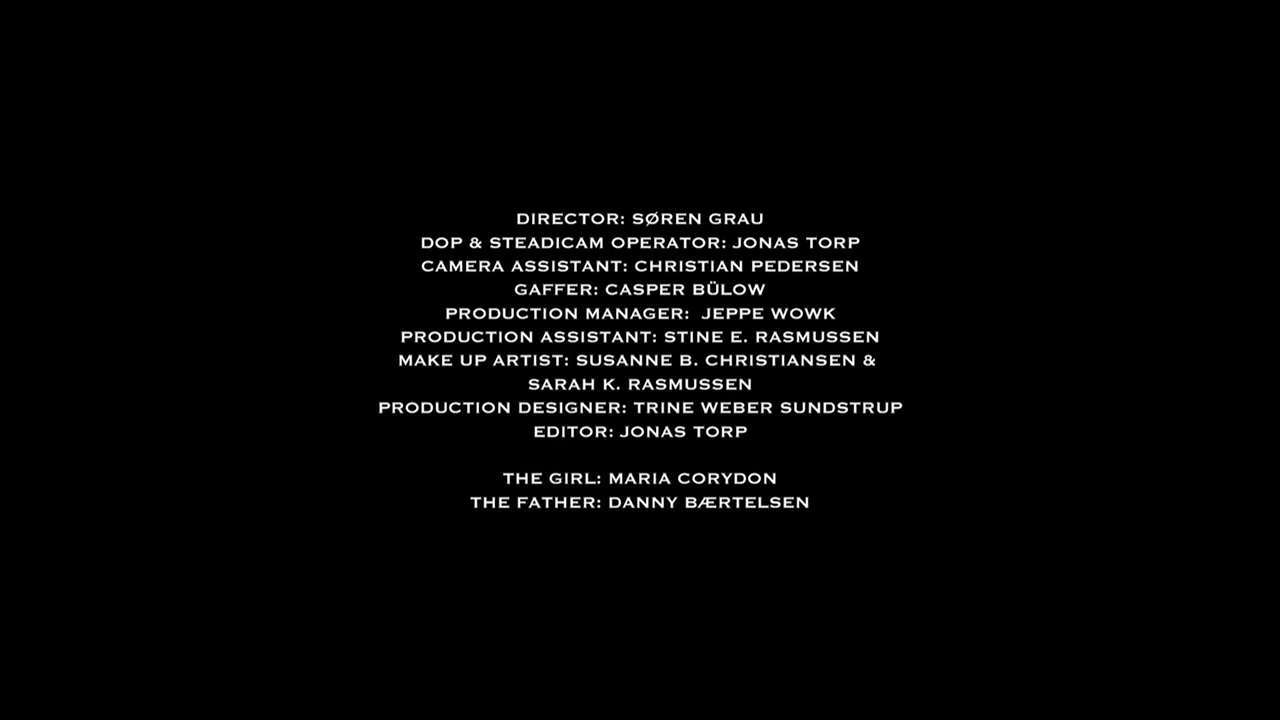 DIRECTOR: SØREN GRAU
DOP & STEADICAM OPERATOR: JONAS TORP
CAMERA ASSISTANT: CHRISTIAN PEDERSEN
GAFFER: CASPER BÜLOW
PRODUCTION MANAGER:  JEPPE WOWK
PRODUCTION ASSISTANT: STINE E. RASMUSSEN
MAKE UP ARTIST: SUSANNE B. CHRISTIANSEN &
SARAH K. RASMUSSEN
PRODUCTION DESIGNER: TRINE WEBER SUNDSTRUP
EDITOR: JONAS TORP
THE GIRL: MARIA CORYDON
THE FATHER: DANNY BÆRTELSEN